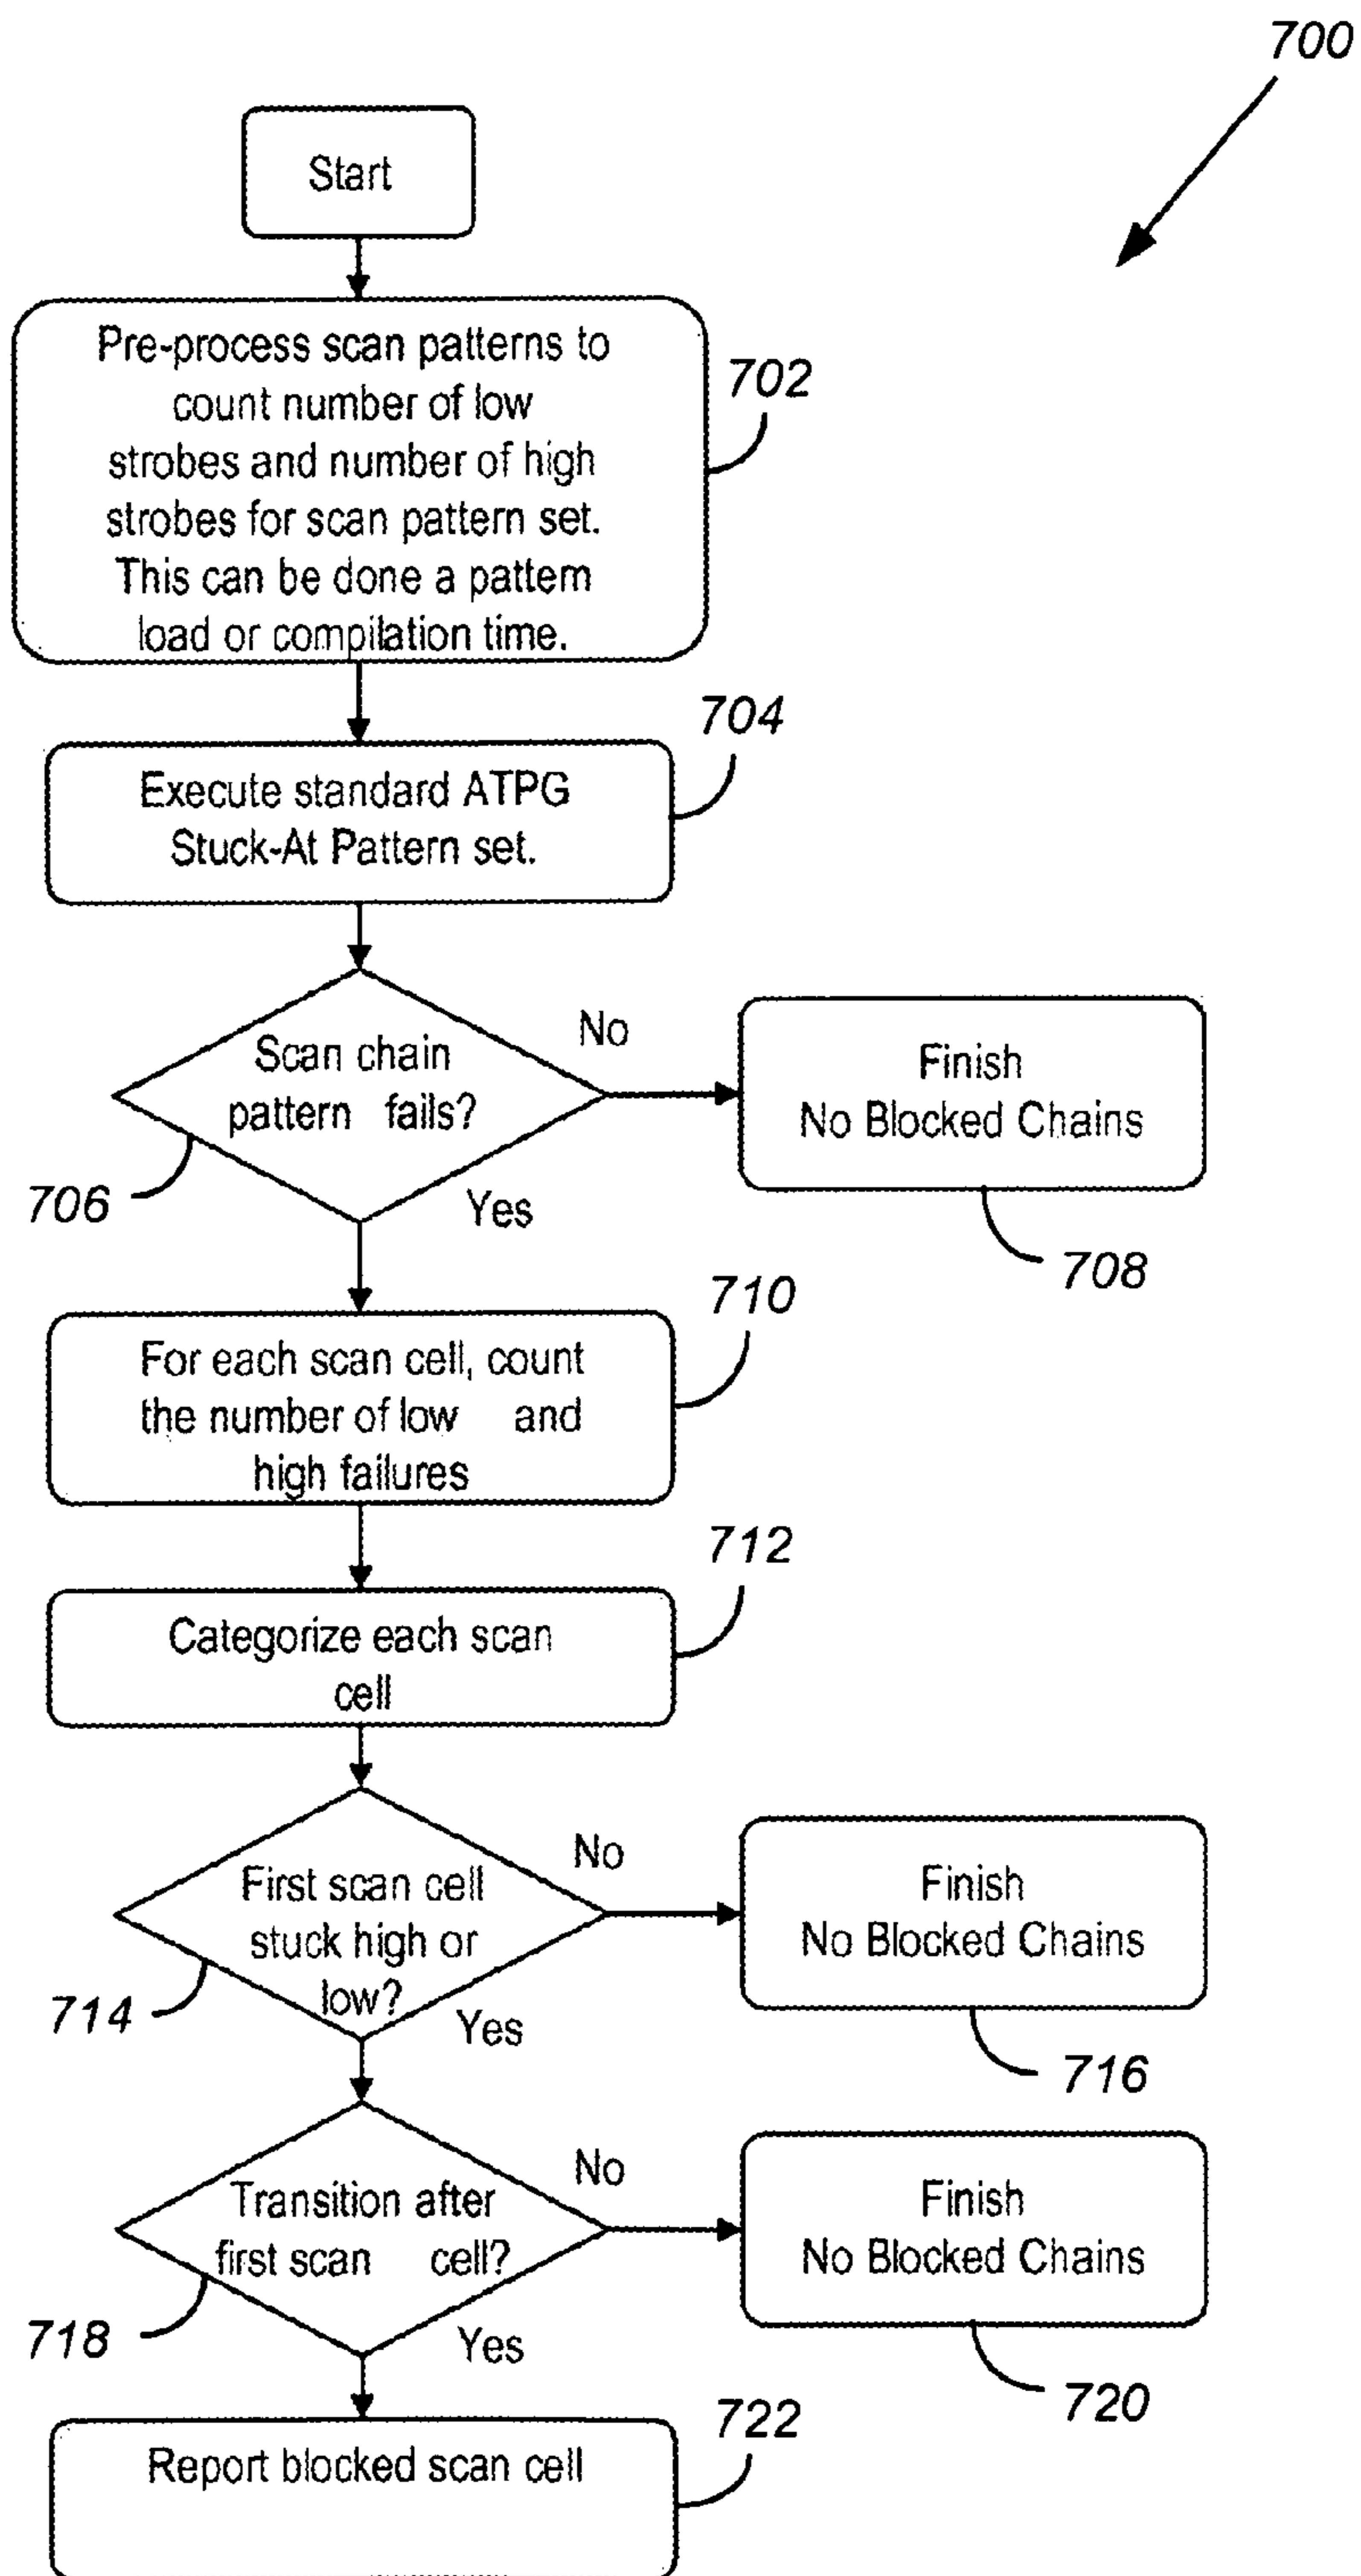 700
Start
Pre-process scan patterns to
count number of low
strobes and number of high
strobes for scan pattern set.
This can be done a pattern
load or compilation time.
702
704
Execute standard ATPG
Stuck-At Pattern set.
Scan chain
pattern fails?
706
No
Yes
Finish
No Blocked Chains
708
710
For each scan cell, count
the number of low and
high failures
712
Categorize each scan
cell
First scan cell
stuck high or
low?
714
No
Yes
Finish
No Blocked Chains
716
Transition after
first scan cell?
718
No
Yes
Finish
No Blocked Chains
720
722
Report blocked scan cell